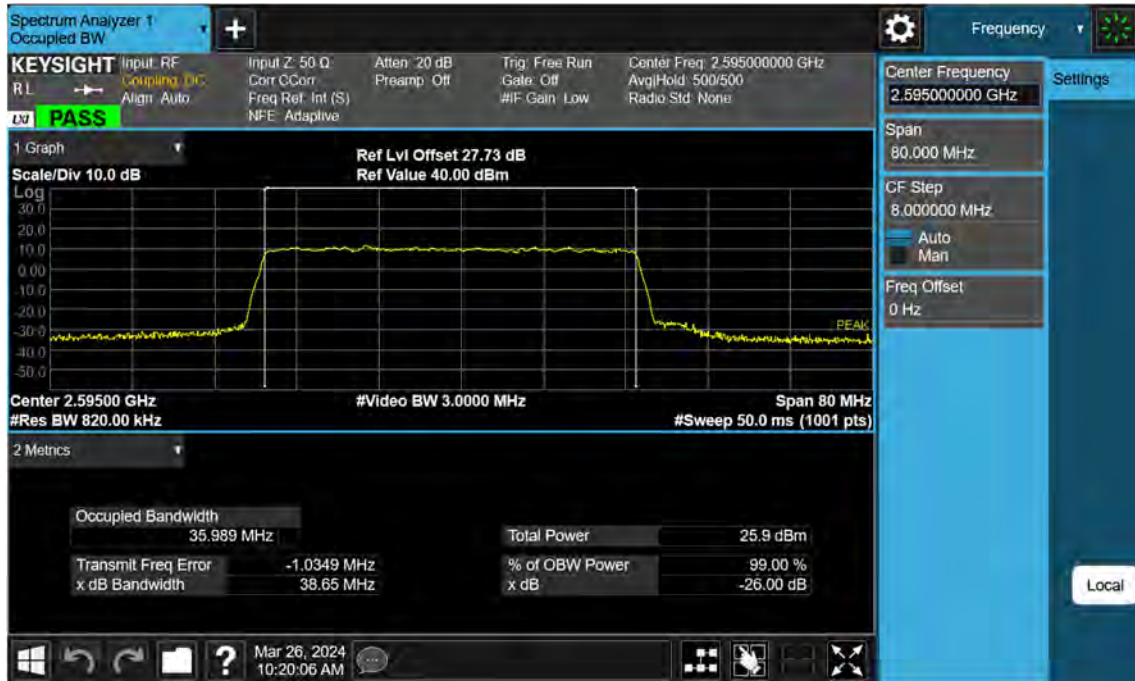 Spectrum Analyzer 1
Occupied BW
+
Frequency
KEYSIGHT Input: RF Input Z: 50 Ω Atten: 20 dB Trig: Free Run Center Freq: 2.595000000 GHz
RL Coupling: DC Corr CCorr Preamp: Off Gate: Off Avg|Hold: 500/500
Align: Auto Freq Ref: Int (S) #IF Gain: Low Radio Std: None
LXI PASS NFE: Adaptive
1 Graph
Ref Lvl Offset 27.73 dB
Scale/Div 10.0 dB Ref Value 40.00 dBm
Log
30.0
20.0
10.0
0.00
-10.0
-20.0
-30.0
-40.0
-50.0
PEAK
Center 2.59500 GHz #Video BW 3.0000 MHz Span 80 MHz
#Res BW 820.00 kHz #Sweep 50.0 ms (1001 pts)
2 Metrics
Occupied Bandwidth
35.989 MHz Total Power 25.9 dBm
Transmit Freq Error -1.0349 MHz % of OBW Power 99.00 %
x dB Bandwidth 38.65 MHz x dB -26.00 dB
? Mar 26, 2024
10:20:06 AM
Center Frequency
2.595000000 GHz
Settings
Span
80.000 MHz
CF Step
8.000000 MHz
Auto
Man
Freq Offset
0 Hz
Local